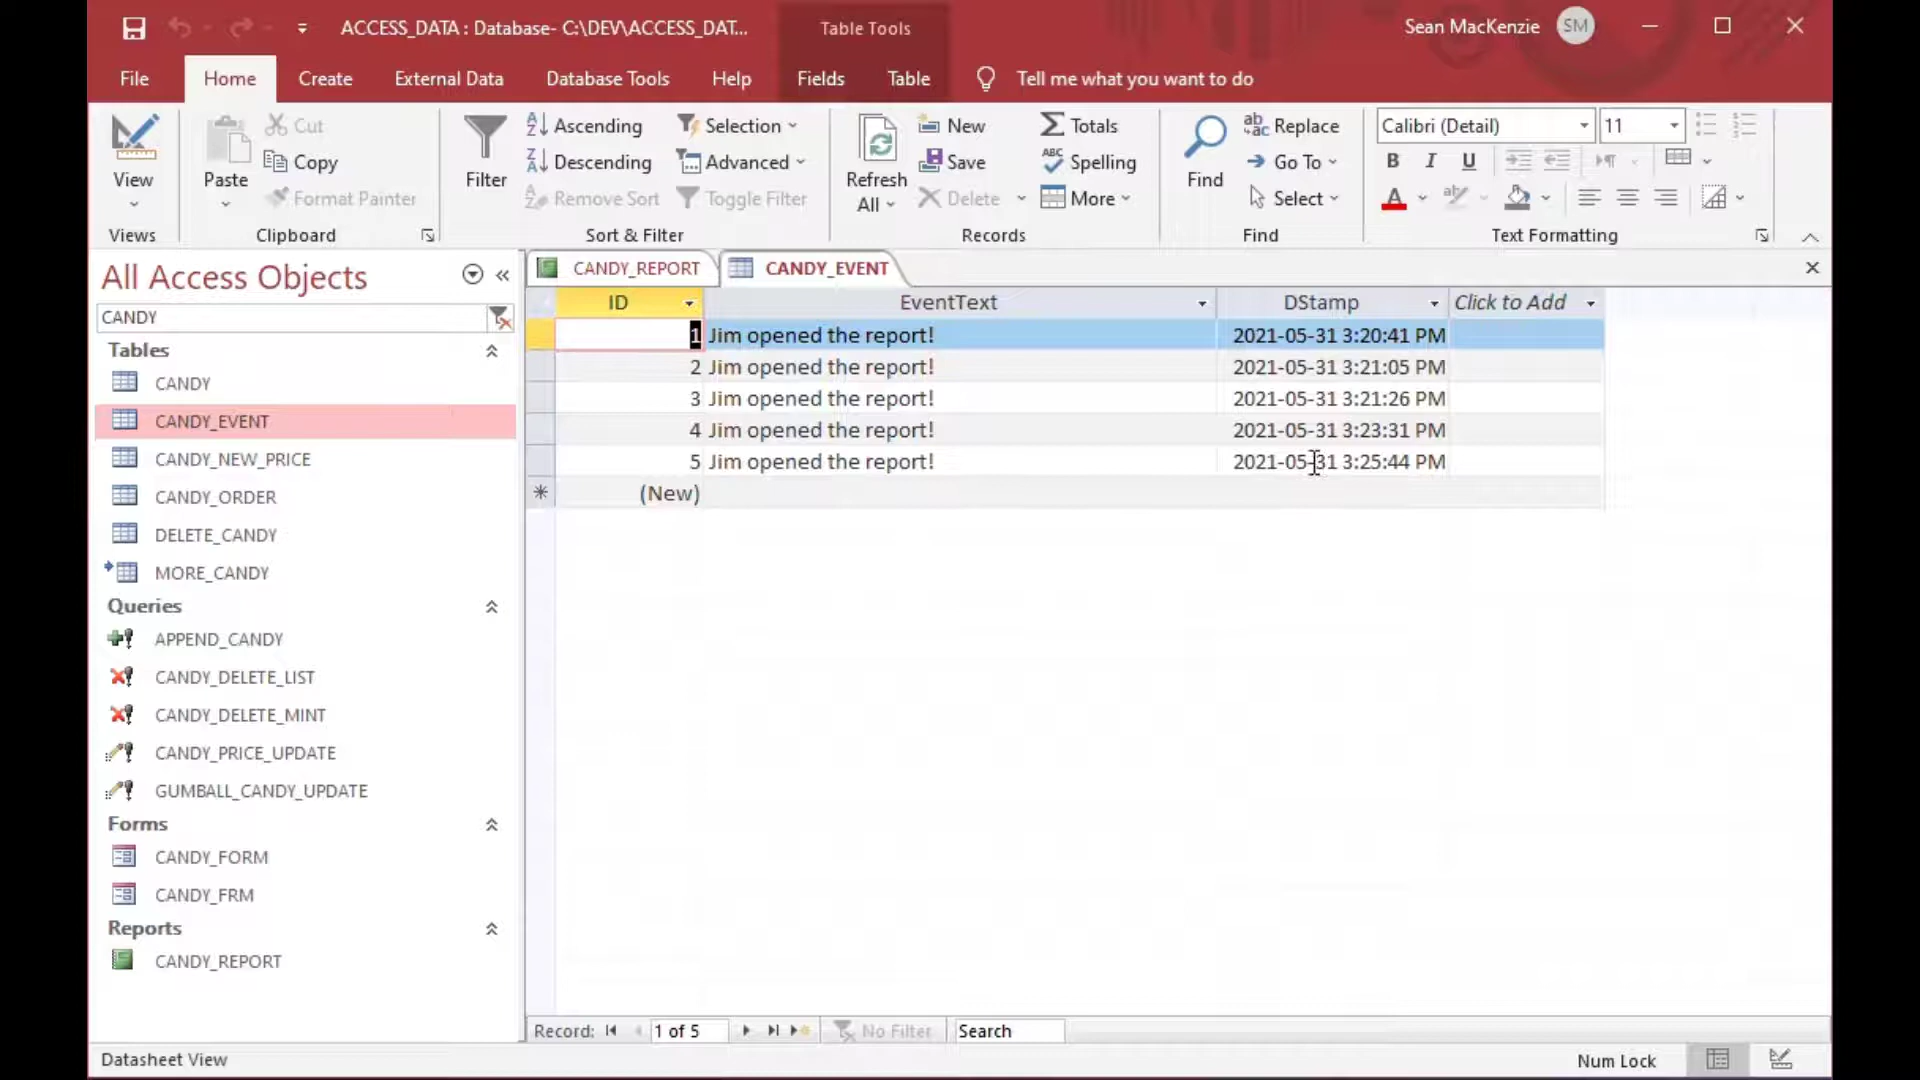 ACCESS_DATA : Database- C:\DEV\ACCESS_DAT...
Table Tools
Sean MacKenzie
SM
File
Home
Create
External Data
Database Tools
Help
Fields
Table
Tell me what you want to do
View
Views
Paste
Cut
Copy
Format Painter
Clipboard
Filter
Ascending
Descending
Remove Sort
Selection
Advanced
Toggle Filter
Sort & Filter
Refresh
All
New
Save
Delete
Totals
Spelling
More
Records
Find
Replace
Go To
Select
Find
Calibri (Detail)
11
B I U
Text Formatting
All Access Objects
CANDY
Tables
CANDY
CANDY_EVENT
CANDY_NEW_PRICE
CANDY_ORDER
DELETE_CANDY
MORE_CANDY
Queries
APPEND_CANDY
CANDY_DELETE_LIST
CANDY_DELETE_MINT
CANDY_PRICE_UPDATE
GUMBALL_CANDY_UPDATE
Forms
CANDY_FORM
CANDY_FRM
Reports
CANDY_REPORT
CANDY_REPORT
CANDY_EVENT
ID EventText DStamp Click to Add
1 Jim opened the report! 2021-05-31 3:20:41 PM
2 Jim opened the report! 2021-05-31 3:21:05 PM
3 Jim opened the report! 2021-05-31 3:21:26 PM
4 Jim opened the report! 2021-05-31 3:23:31 PM
5 Jim opened the report! 2021-05-31 3:25:44 PM
(New)
Record: 1 of 5 No Filter Search
Datasheet View
Num Lock